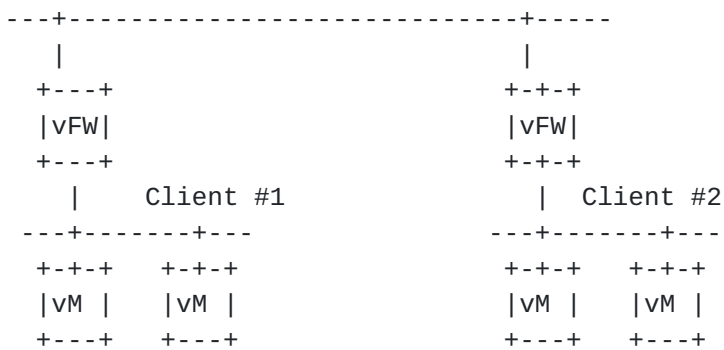 ---+-----------------------------+-----
   |                             |
 +---+                         +-+-+
 |vFW|                         |vFW|
 +---+                         +-+-+
   |    Client #1                |  Client #2
---+-------+---               ---+-------+---
 +-+-+   +-+-+                 +-+-+   +-+-+
 |vM |   |vM |                 |vM |   |vM |
 +---+   +---+                 +---+   +---+